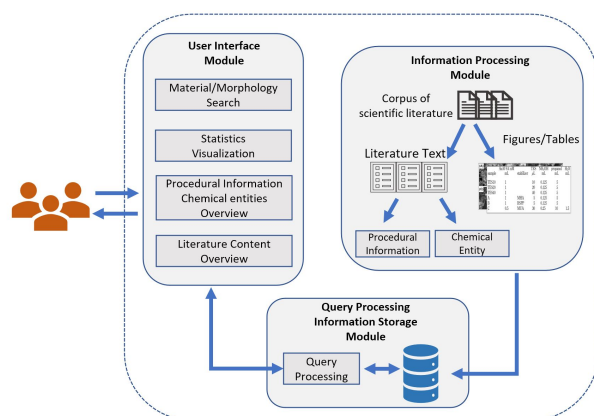 User Interface
Module
Material/Morphology
Search
Statistics
Visualization
Procedural Information
Chemical entities
Overview
Literature Content
Overview
Information Processing
Module
Corpus of
scientific literature
Literature Text
Figures/Tables
Procedural
Information
Chemical
Entity
Query Processing
Information Storage
Module
Query
Processing